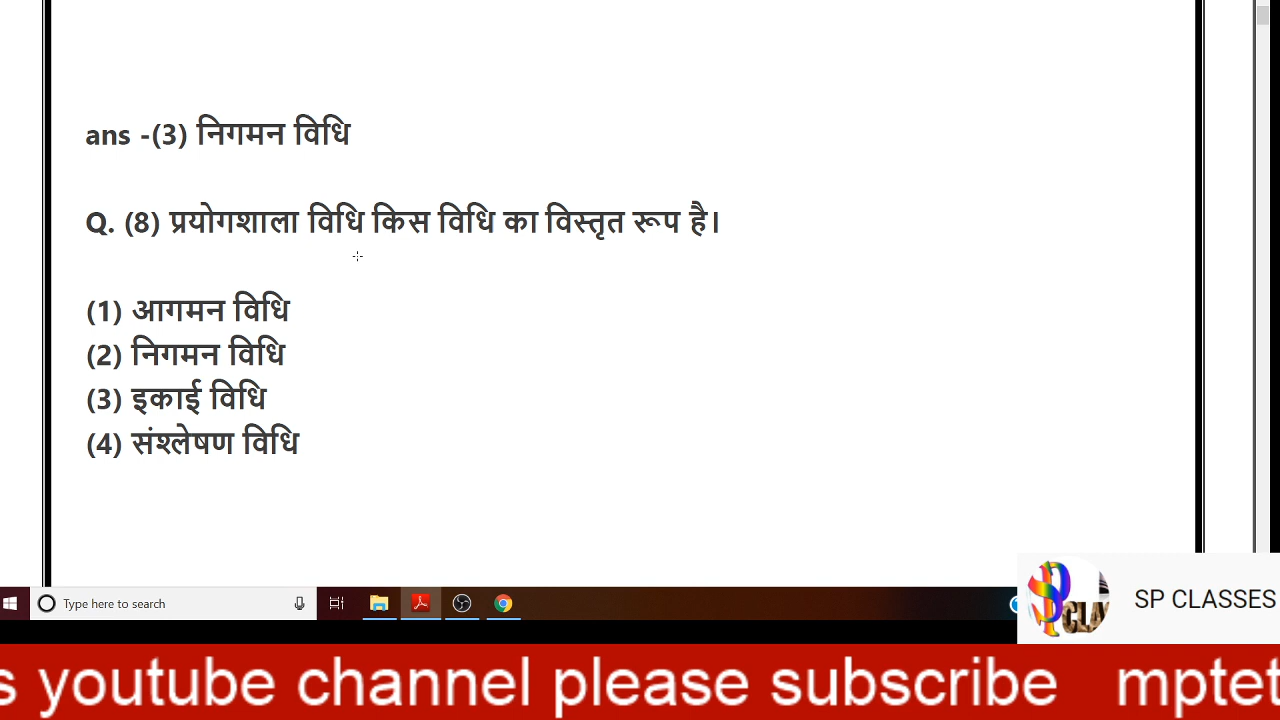 ans -(3) निगमन विधि
Q. (8) प्रयोगशाला विधि किस विधि का विस्तृत रूप है।
(1) आगमन विधि
(2) निगमन विधि
(3) इकाई विधि
(4) संश्लेषण विधि
Type here to search
SP CLASSES
s youtube channel please subscribe mptet